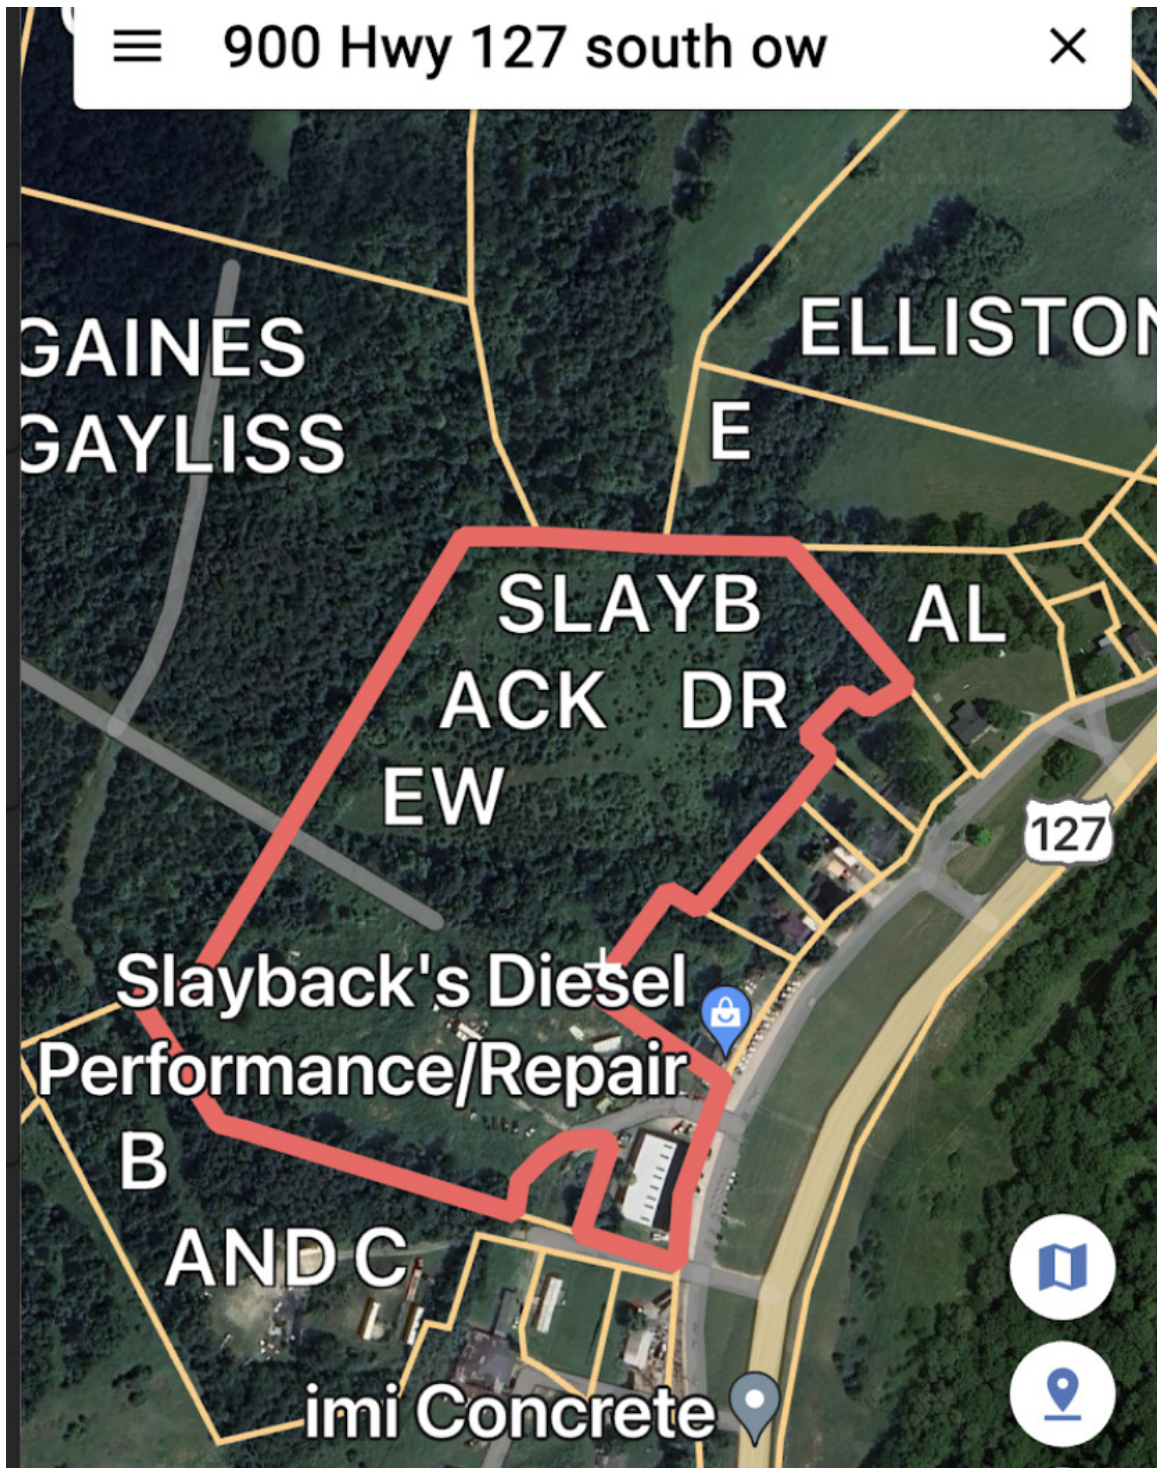 900 Hwy 127 south ow
GAINES
GAYLISS
ELLISTON
E
SLAYB
ACK DR
EW
AL
127
Slayback's Diesel
Performance/Repair
B
AND C
imi Concrete